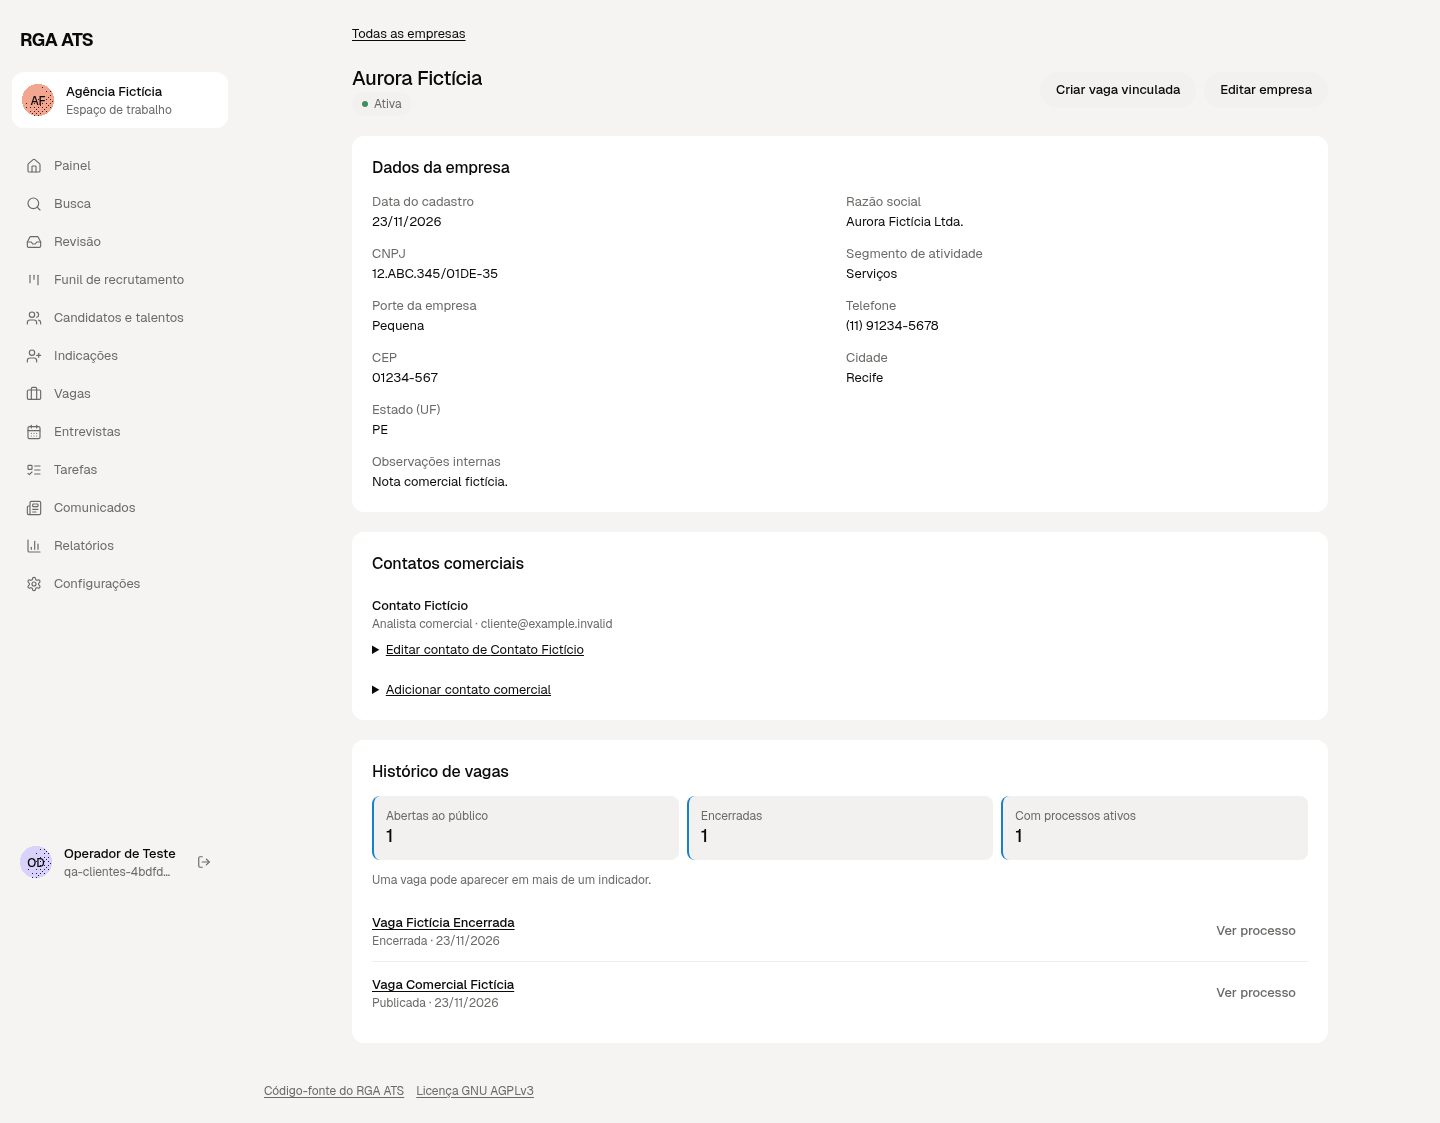 RGA ATS
AF
Agência Fictícia
Espaço de trabalho
Painel
Busca
Revisão
Funil de recrutamento
Candidatos e talentos
Indicações
Vagas
Entrevistas
Tarefas
Comunicados
Relatórios
Configurações
OD
Operador de Teste
qa-clientes-4bdfd...
Todas as empresas
Aurora Fictícia
Ativa
Criar vaga vinculada
Editar empresa
Dados da empresa
Data do cadastro
23/11/2026
Razão social
Aurora Fictícia Ltda.
CNPJ
12.ABC.345/01DE-35
Segmento de atividade
Serviços
Porte da empresa
Pequena
Telefone
(11) 91234-5678
CEP
01234-567
Cidade
Recife
Estado (UF)
PE
Observações internas
Nota comercial fictícia.
Contatos comerciais
Contato Fictício
Analista comercial · cliente@example.invalid
Editar contato de Contato Fictício
Adicionar contato comercial
Histórico de vagas
Abertas ao público
1
Encerradas
1
Com processos ativos
1
Uma vaga pode aparecer em mais de um indicador.
Vaga Fictícia Encerrada
Encerrada · 23/11/2026
Ver processo
Vaga Comercial Fictícia
Publicada · 23/11/2026
Ver processo
Código-fonte do RGA ATS
Licença GNU AGPLv3